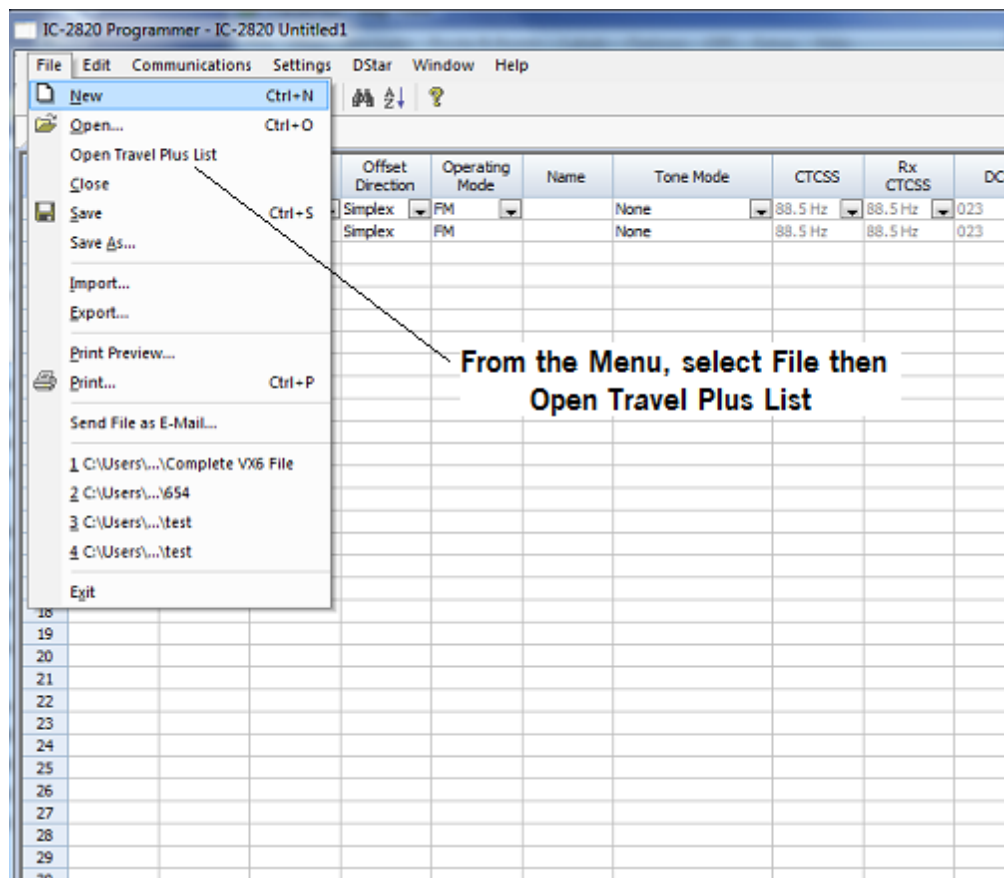 IC-2820 Programmer - IC-2820 Untitled1
File Edit Communications Settings DStar Window Help
New Ctrl+N
Open... Ctrl+O
Open Travel Plus List
Close
Save Ctrl+S
Save As...
Import...
Export...
Print Preview...
Print... Ctrl+P
Send File as E-Mail...
1 C:\Users\...\Complete VX6 File
2 C:\Users\...\654
3 C:\Users\...\test
4 C:\Users\...\test
Exit
Offset Direction Operating Mode Name Tone Mode CTCSS Rx CTCSS DC
Simplex FM None 88.5 Hz 88.5 Hz 023
Simplex FM None 88.5 Hz 88.5 Hz 023
From the Menu, select File then
Open Travel Plus List
18
19
20
21
22
23
24
25
26
27
28
29